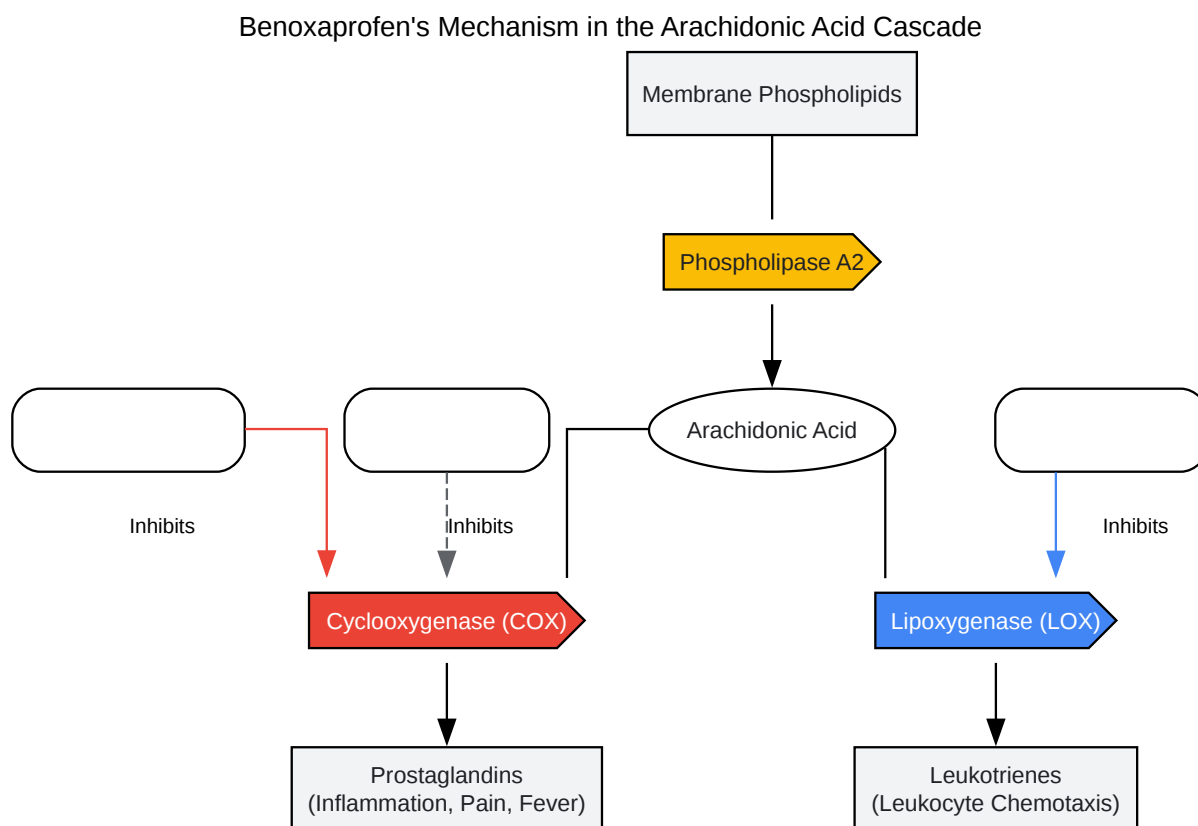 Benoxaprofen's Mechanism in the Arachidonic Acid Cascade
Membrane Phospholipids
Phospholipase A2
Arachidonic Acid
Inhibits
Inhibits
Inhibits
Cyclooxygenase (COX)
Lipoxygenase (LOX)
Prostaglandins
(Inflammation, Pain, Fever)
Leukotrienes
(Leukocyte Chemotaxis)